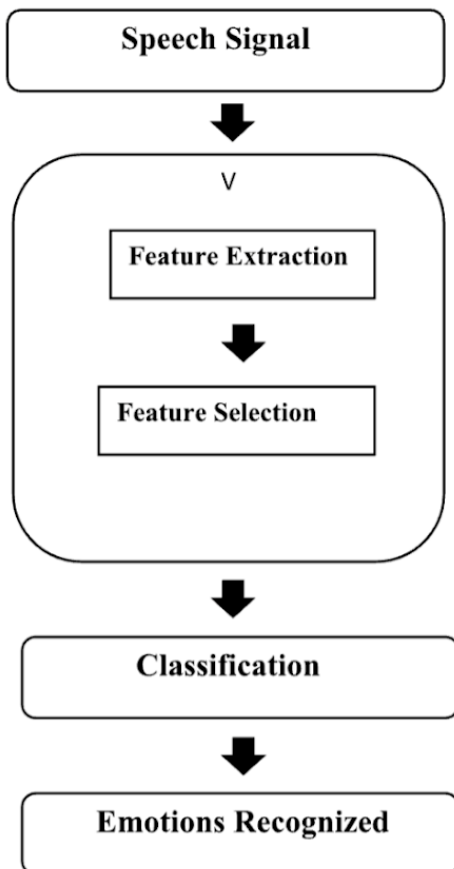 Speech Signal
V
Feature Extraction
Feature Selection
Classification
Emotions Recognized